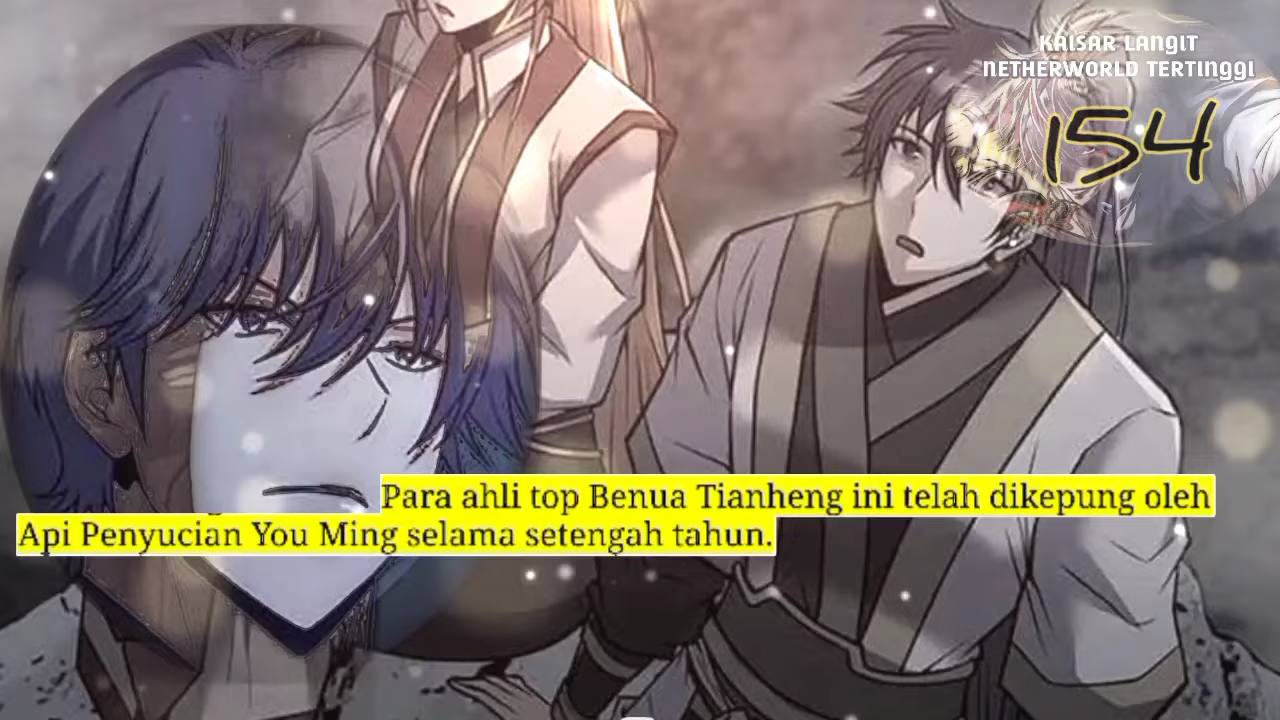 KAISAR LANGIT
NETHERWORLD TERTINGGI
154
Para ahli top Benua Tianheng ini telah dikepung oleh
Api Penyucian You Ming selama setengah tahun.